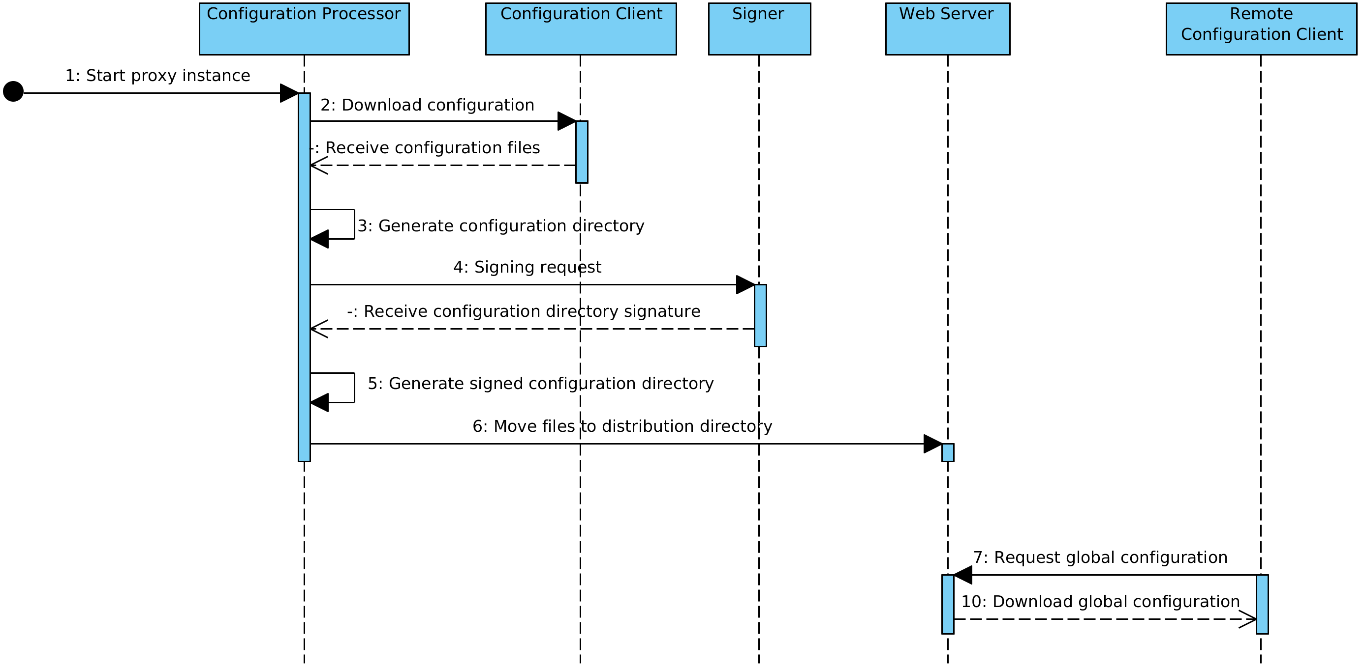 Configuration Processor
Configuration Client
Signer
Web Server
Remote
Configuration Client
1: Start proxy instance
2: Download configuration
-: Receive configuration files
3: Generate configuration directory
4: Signing request
-: Receive configuration directory signature
5: Generate signed configuration directory
6: Move files to distribution directory
7: Request global configuration
10: Download global configuration